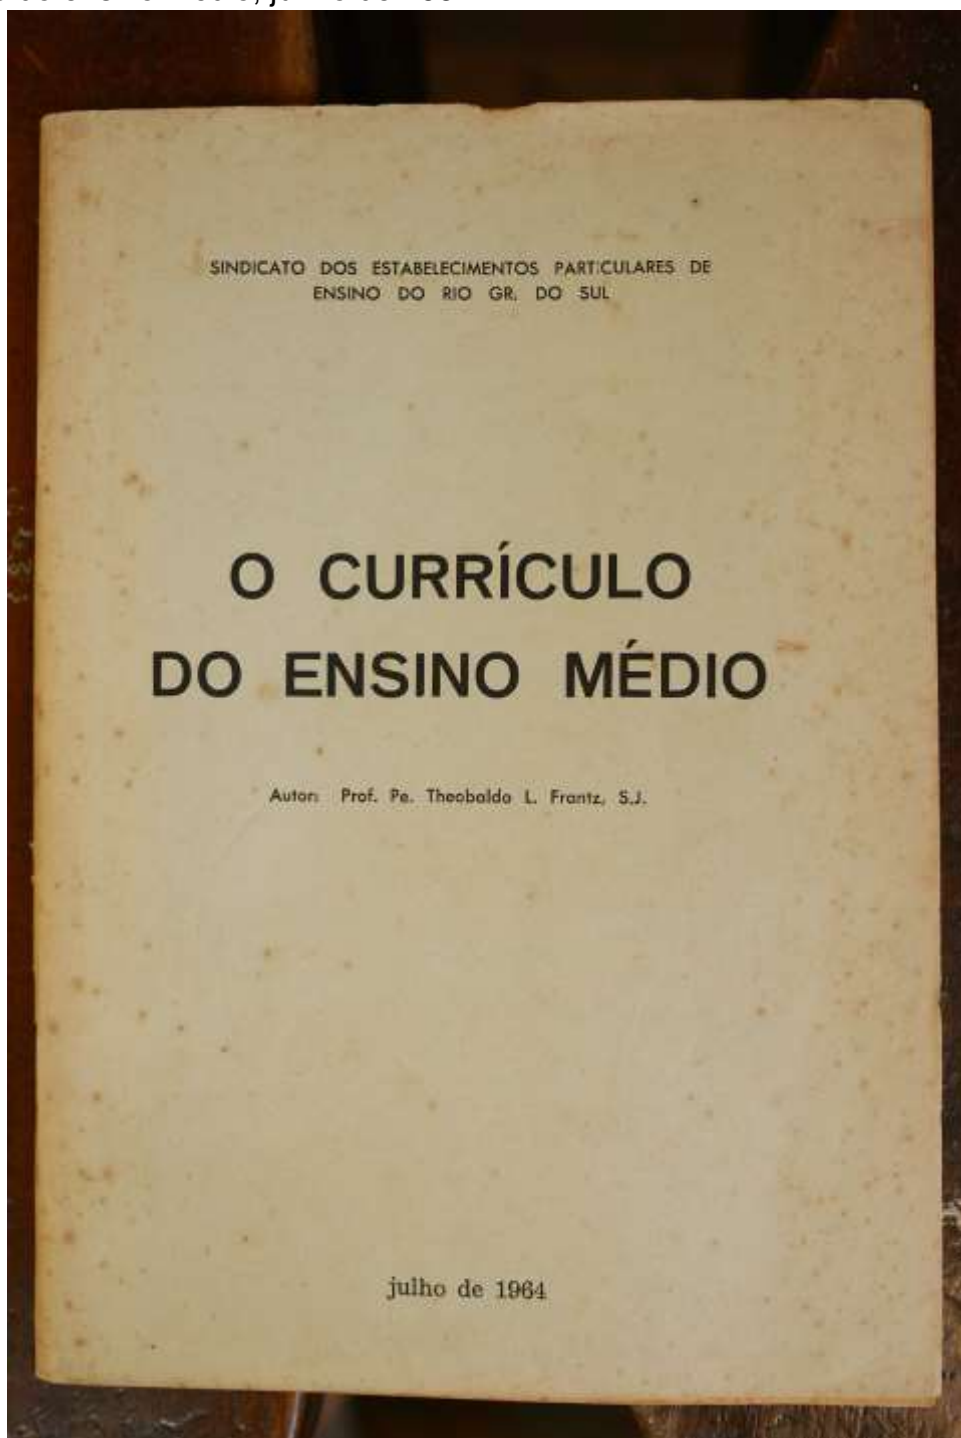 SINDICATO DOS ESTABELECIMENTOS PARTICULARES DE
ENSINO DO RIO GR. DO SUL
O CURRÍCULO
DO ENSINO MÉDIO
Autor: Prof. Pe. Theobaldo L. Frantz, S.J.
julho de 1964